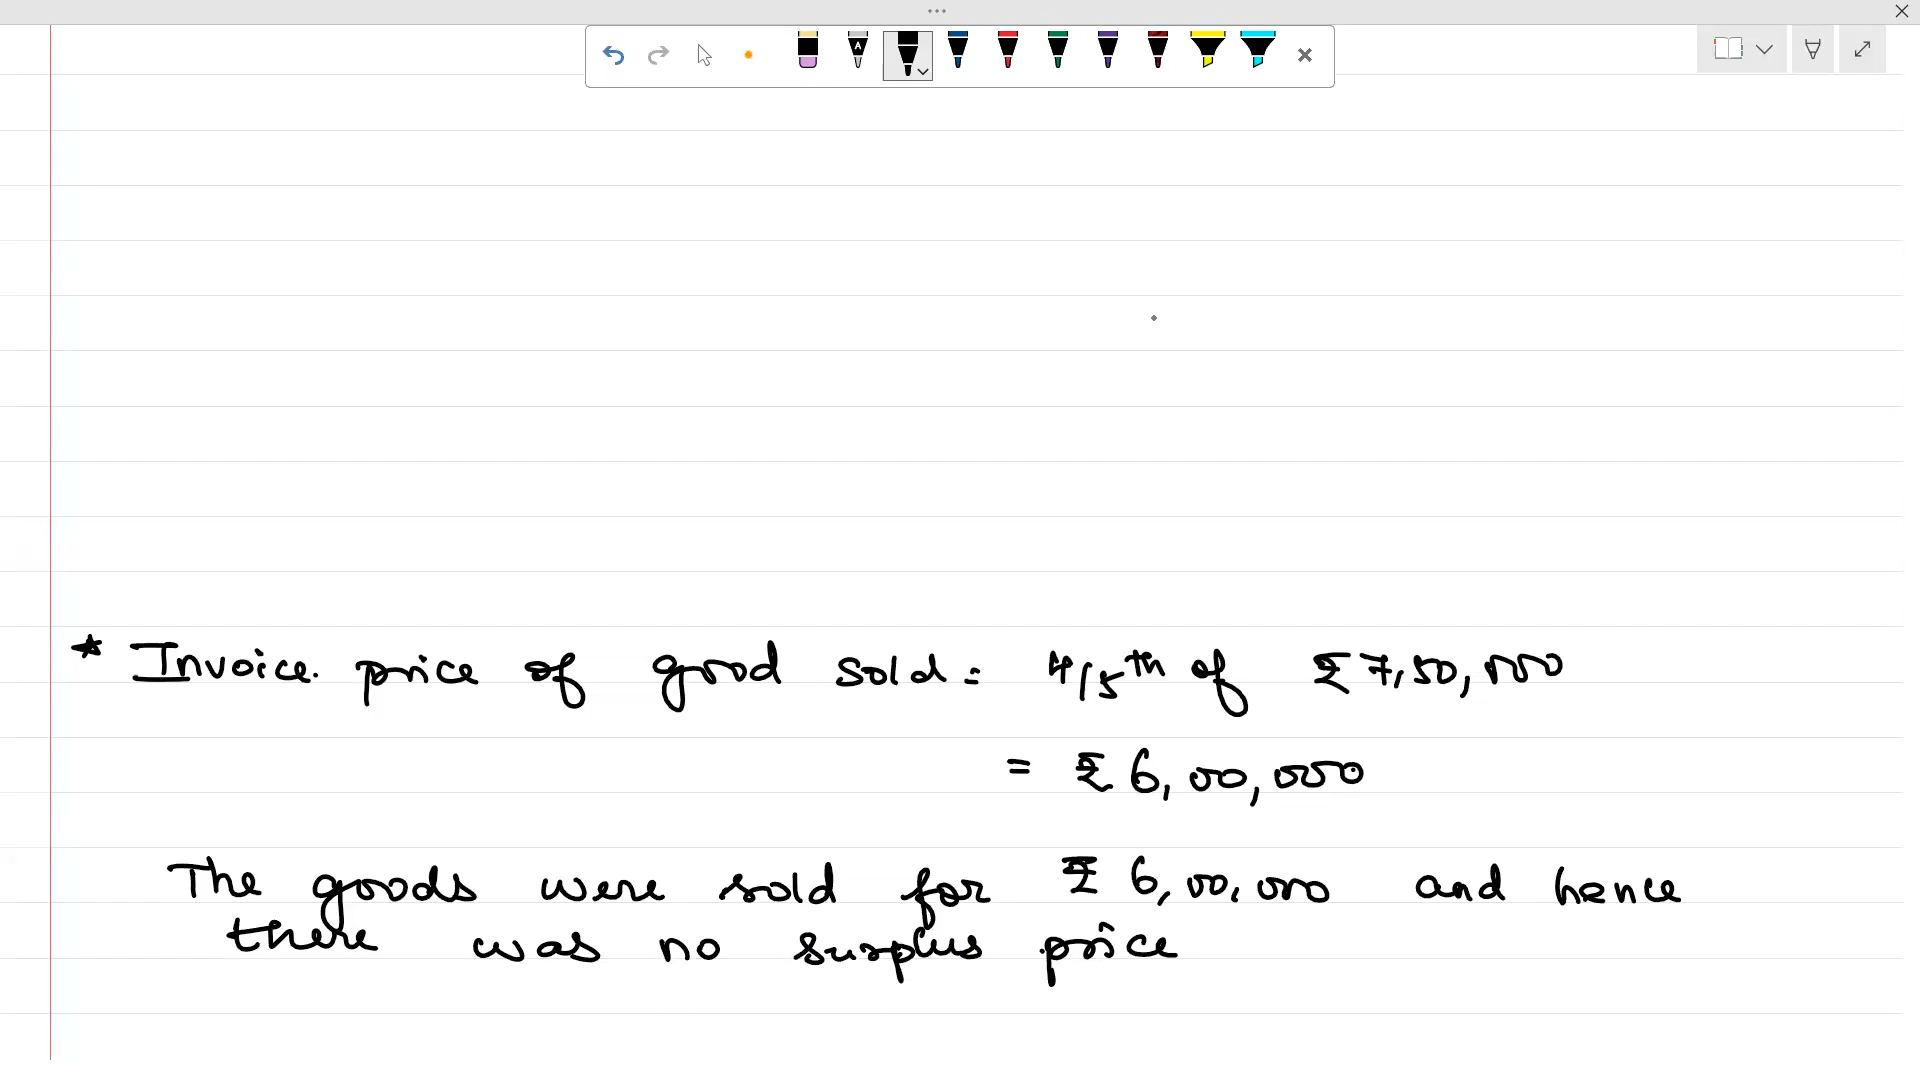 * Invoice. price of good sold = 4/5th of ₹ 7,50,000
= ₹ 6,00,000
The goods were sold for ₹ 6,00,000 and hence
there was no surplus price